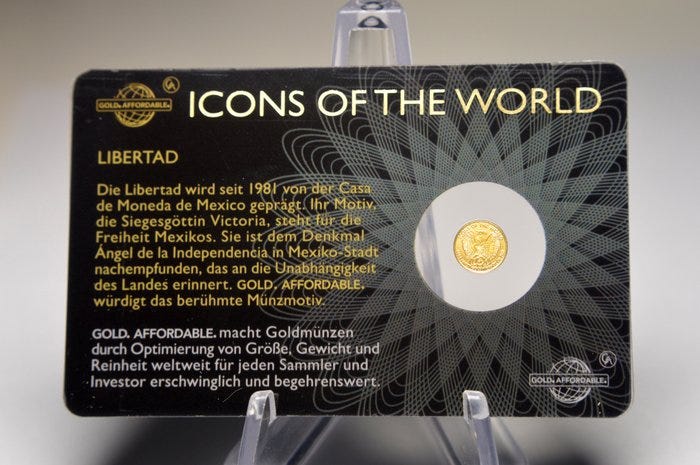 GOLD. AFFORDABLE.
ICONS OF THE WORLD
LIBERTAD
Die Libertad wird seit 1981 von der Casa
de Moneda de Mexico geprägt. Ihr Motiv,
die Siegesgöttin Victoria, steht für die
Freiheit Mexikos. Sie ist dem Denkmal
Ángel de la Independencia in Mexiko-Stadt
nachempfunden, das an die Unabhängigkeit
des Landes erinnert. GOLD. AFFORDABLE.
würdigt das berühmte Münzmotiv.
GOLD. AFFORDABLE. macht Goldmünzen
durch Optimierung von Größe, Gewicht und
Reinheit weltweit für jeden Sammler und
Investor erschwinglich und begehrenswert.
GOLD. AFFORDABLE.